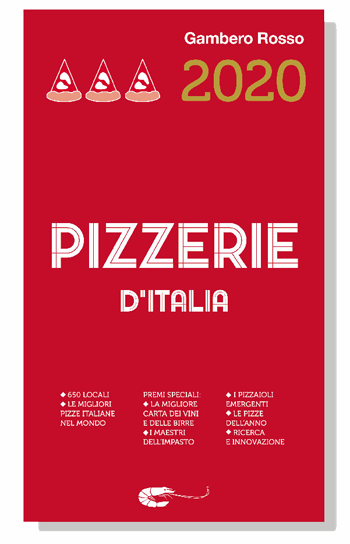 Gambero Rosso
2020
PIZZERIE
D'ITALIA
◆ 650 LOCALI
◆ LE MIGLIORI
PIZZE ITALIANE
NEL MONDO
PREMI SPECIALI:
◆ LA MIGLIORE
CARTA DEI VINI
E DELLE BIRRE
◆ I MAESTRI
DELL'IMPASTO
◆ I PIZZAIOLI
EMERGENTI
◆ LE PIZZE
DELL'ANNO
◆ RICERCA
E INNOVAZIONE